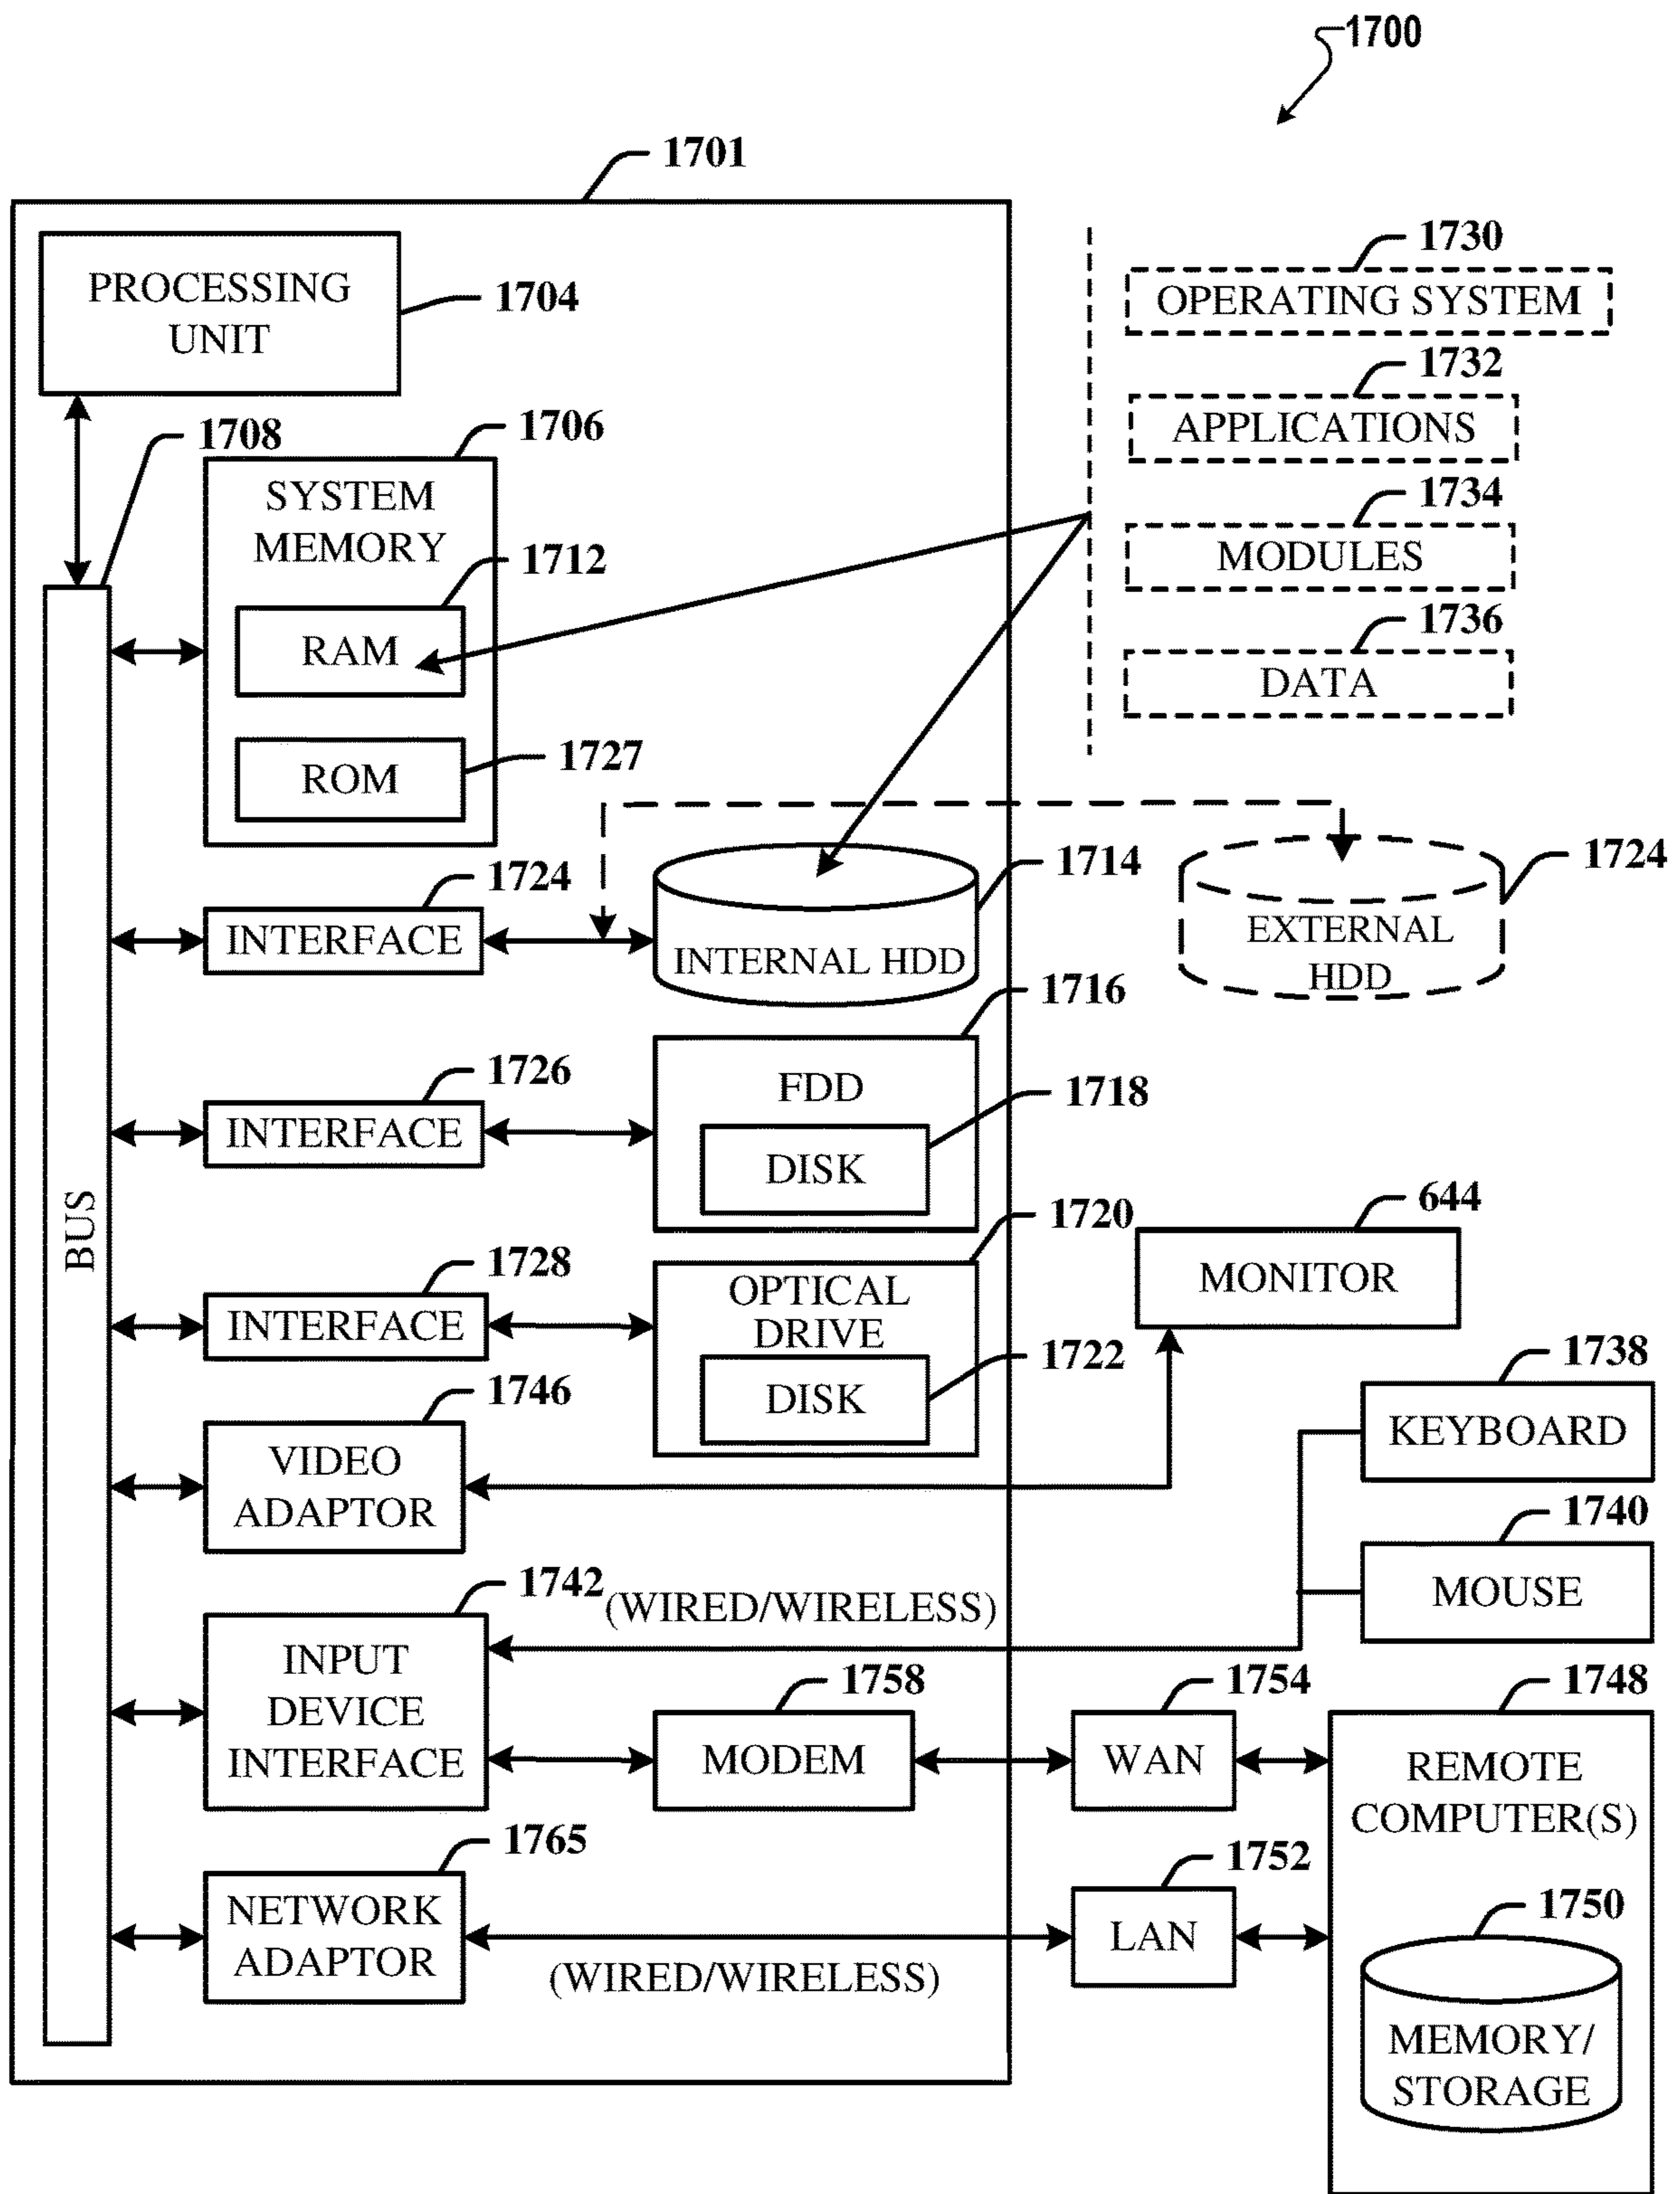 1700
1701
PROCESSING
UNIT
1704
1730
OPERATING SYSTEM
1732
APPLICATIONS
1734
MODULES
1736
DATA
1708
1706
SYSTEM
MEMORY
1712
RAM
1727
ROM
BUS
1724
INTERFACE
1714
INTERNAL HDD
1724
EXTERNAL
HDD
1726
INTERFACE
1716
FDD
1718
DISK
1728
INTERFACE
1720
OPTICAL
DRIVE
1722
DISK
644
MONITOR
1746
VIDEO
ADAPTOR
1738
KEYBOARD
1740
MOUSE
1742
(WIRED/WIRELESS)
INPUT
DEVICE
INTERFACE
1758
MODEM
1754
WAN
1748
REMOTE
COMPUTER(S)
1765
NETWORK
ADAPTOR
(WIRED/WIRELESS)
1752
LAN
1750
MEMORY/
STORAGE